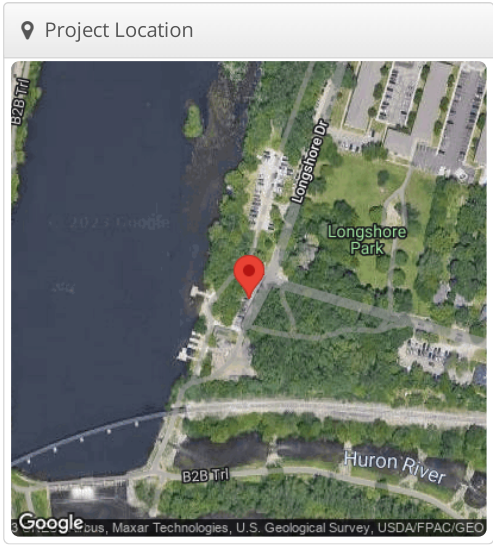 Project Location
B2B Trl
Longshore Dr
© 2023 Google
Longshore
Park
Huron River
B2B Trl
Google
Airbus, Maxar Technologies, U.S. Geological Survey, USDA/FPAC/GEO